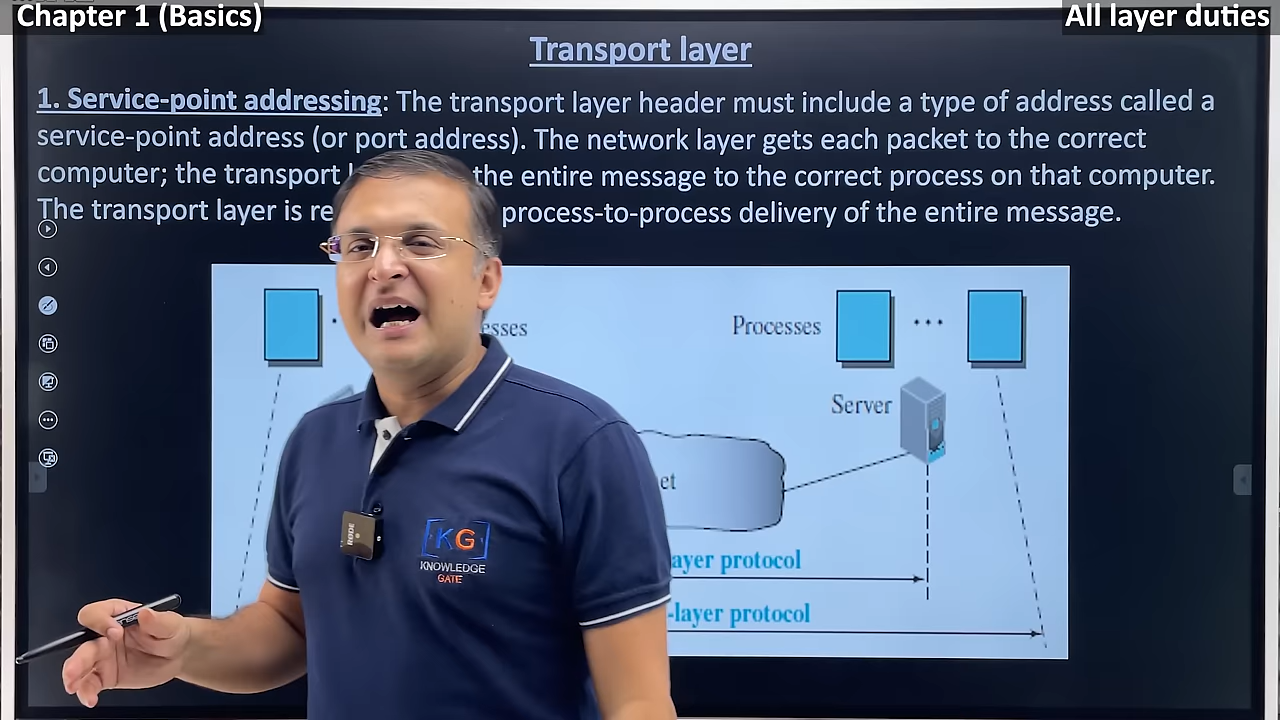 Chapter 1 (Basics)
All layer duties
Transport layer
1. Service-point addressing: The transport layer header must include a type of address called a
service-point address (or port address). The network layer gets each packet to the correct
computer; the transport the entire message to the correct process on that computer.
The transport layer is process-to-process delivery of the entire message.
Processes
Server
layer protocol
-layer protocol
RODE
KG
KNOWLEDGE
GATE